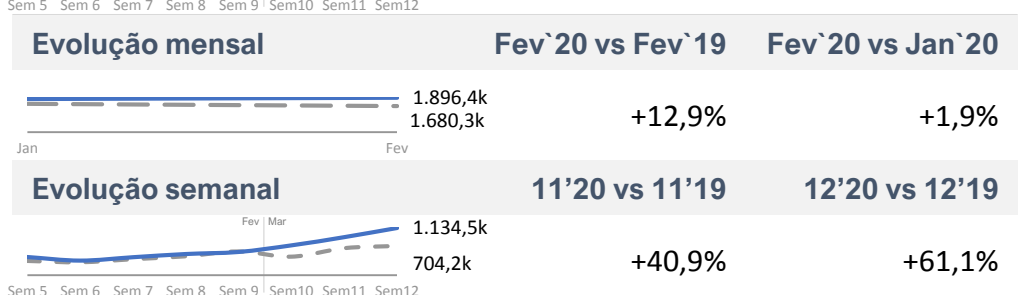 Sem 5 Sem 6 Sem 7 Sem 8 Sem 9 Sem10 Sem11 Sem12
Evolução mensal Fev`20 vs Fev`19 Fev`20 vs Jan`20
1.896,4k
1.680,3k
+12,9% +1,9%
Jan Fev
Evolução semanal 11’20 vs 11’19 12’20 vs 12’19
Fev Mar
1.134,5k
704,2k
+40,9% +61,1%
Sem 5 Sem 6 Sem 7 Sem 8 Sem 9 Sem10 Sem11 Sem12